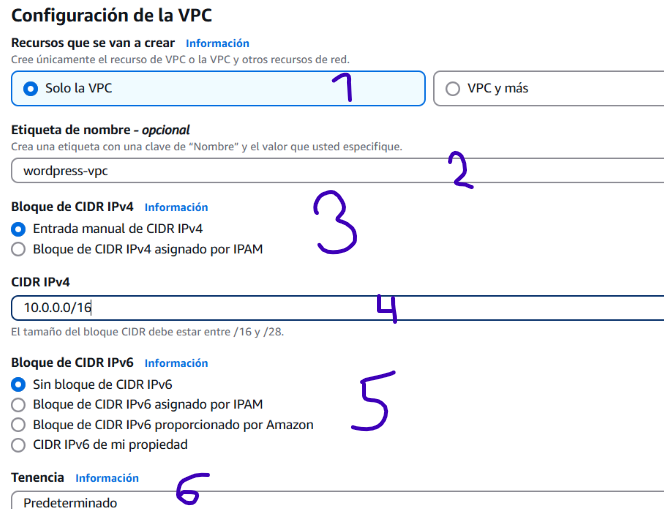 Configuración de la VPC
Recursos que se van a crear Información
Cree únicamente el recurso de VPC o la VPC y otros recursos de red.
Solo la VPC 1 VPC y más
Etiqueta de nombre - opcional
Crea una etiqueta con una clave de "Nombre" y el valor que usted especifique.
wordpress-vpc 2
Bloque de CIDR IPv4 Información
Entrada manual de CIDR IPv4 3
Bloque de CIDR IPv4 asignado por IPAM
CIDR IPv4
10.0.0.0/16 4
El tamaño del bloque CIDR debe estar entre /16 y /28.
Bloque de CIDR IPv6 Información
Sin bloque de CIDR IPv6
Bloque de CIDR IPv6 asignado por IPAM 5
Bloque de CIDR IPv6 proporcionado por Amazon
CIDR IPv6 de mi propiedad
Tenencia Información 6
Predeterminado